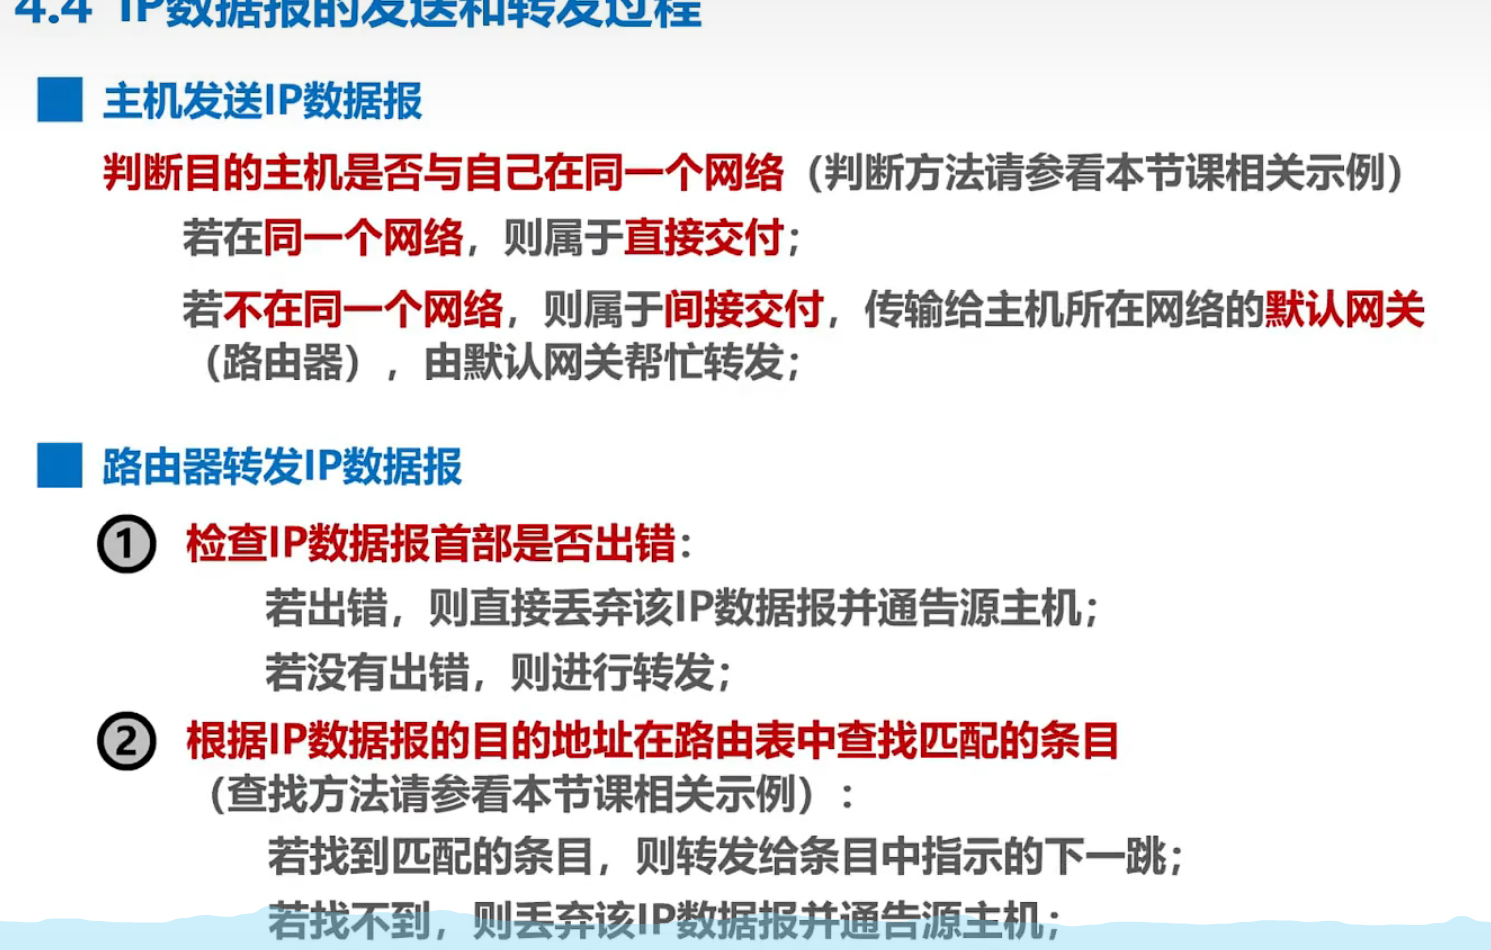 4.4 IP数据报的发送和转发过程
主机发送IP数据报
判断目的主机是否与自己在同一个网络（判断方法请参看本节课相关示例）
若在同一个网络，则属于直接交付；
若不在同一个网络，则属于间接交付，传输给主机所在网络的默认网关
（路由器），由默认网关帮忙转发；
路由器转发IP数据报
① 检查IP数据报首部是否出错：
若出错，则直接丢弃该IP数据报并通告源主机；
若没有出错，则进行转发；
② 根据IP数据报的目的地址在路由表中查找匹配的条目
（查找方法请参看本节课相关示例）：
若找到匹配的条目，则转发给条目中指示的下一跳；
若找不到，则丢弃该IP数据报并通告源主机；